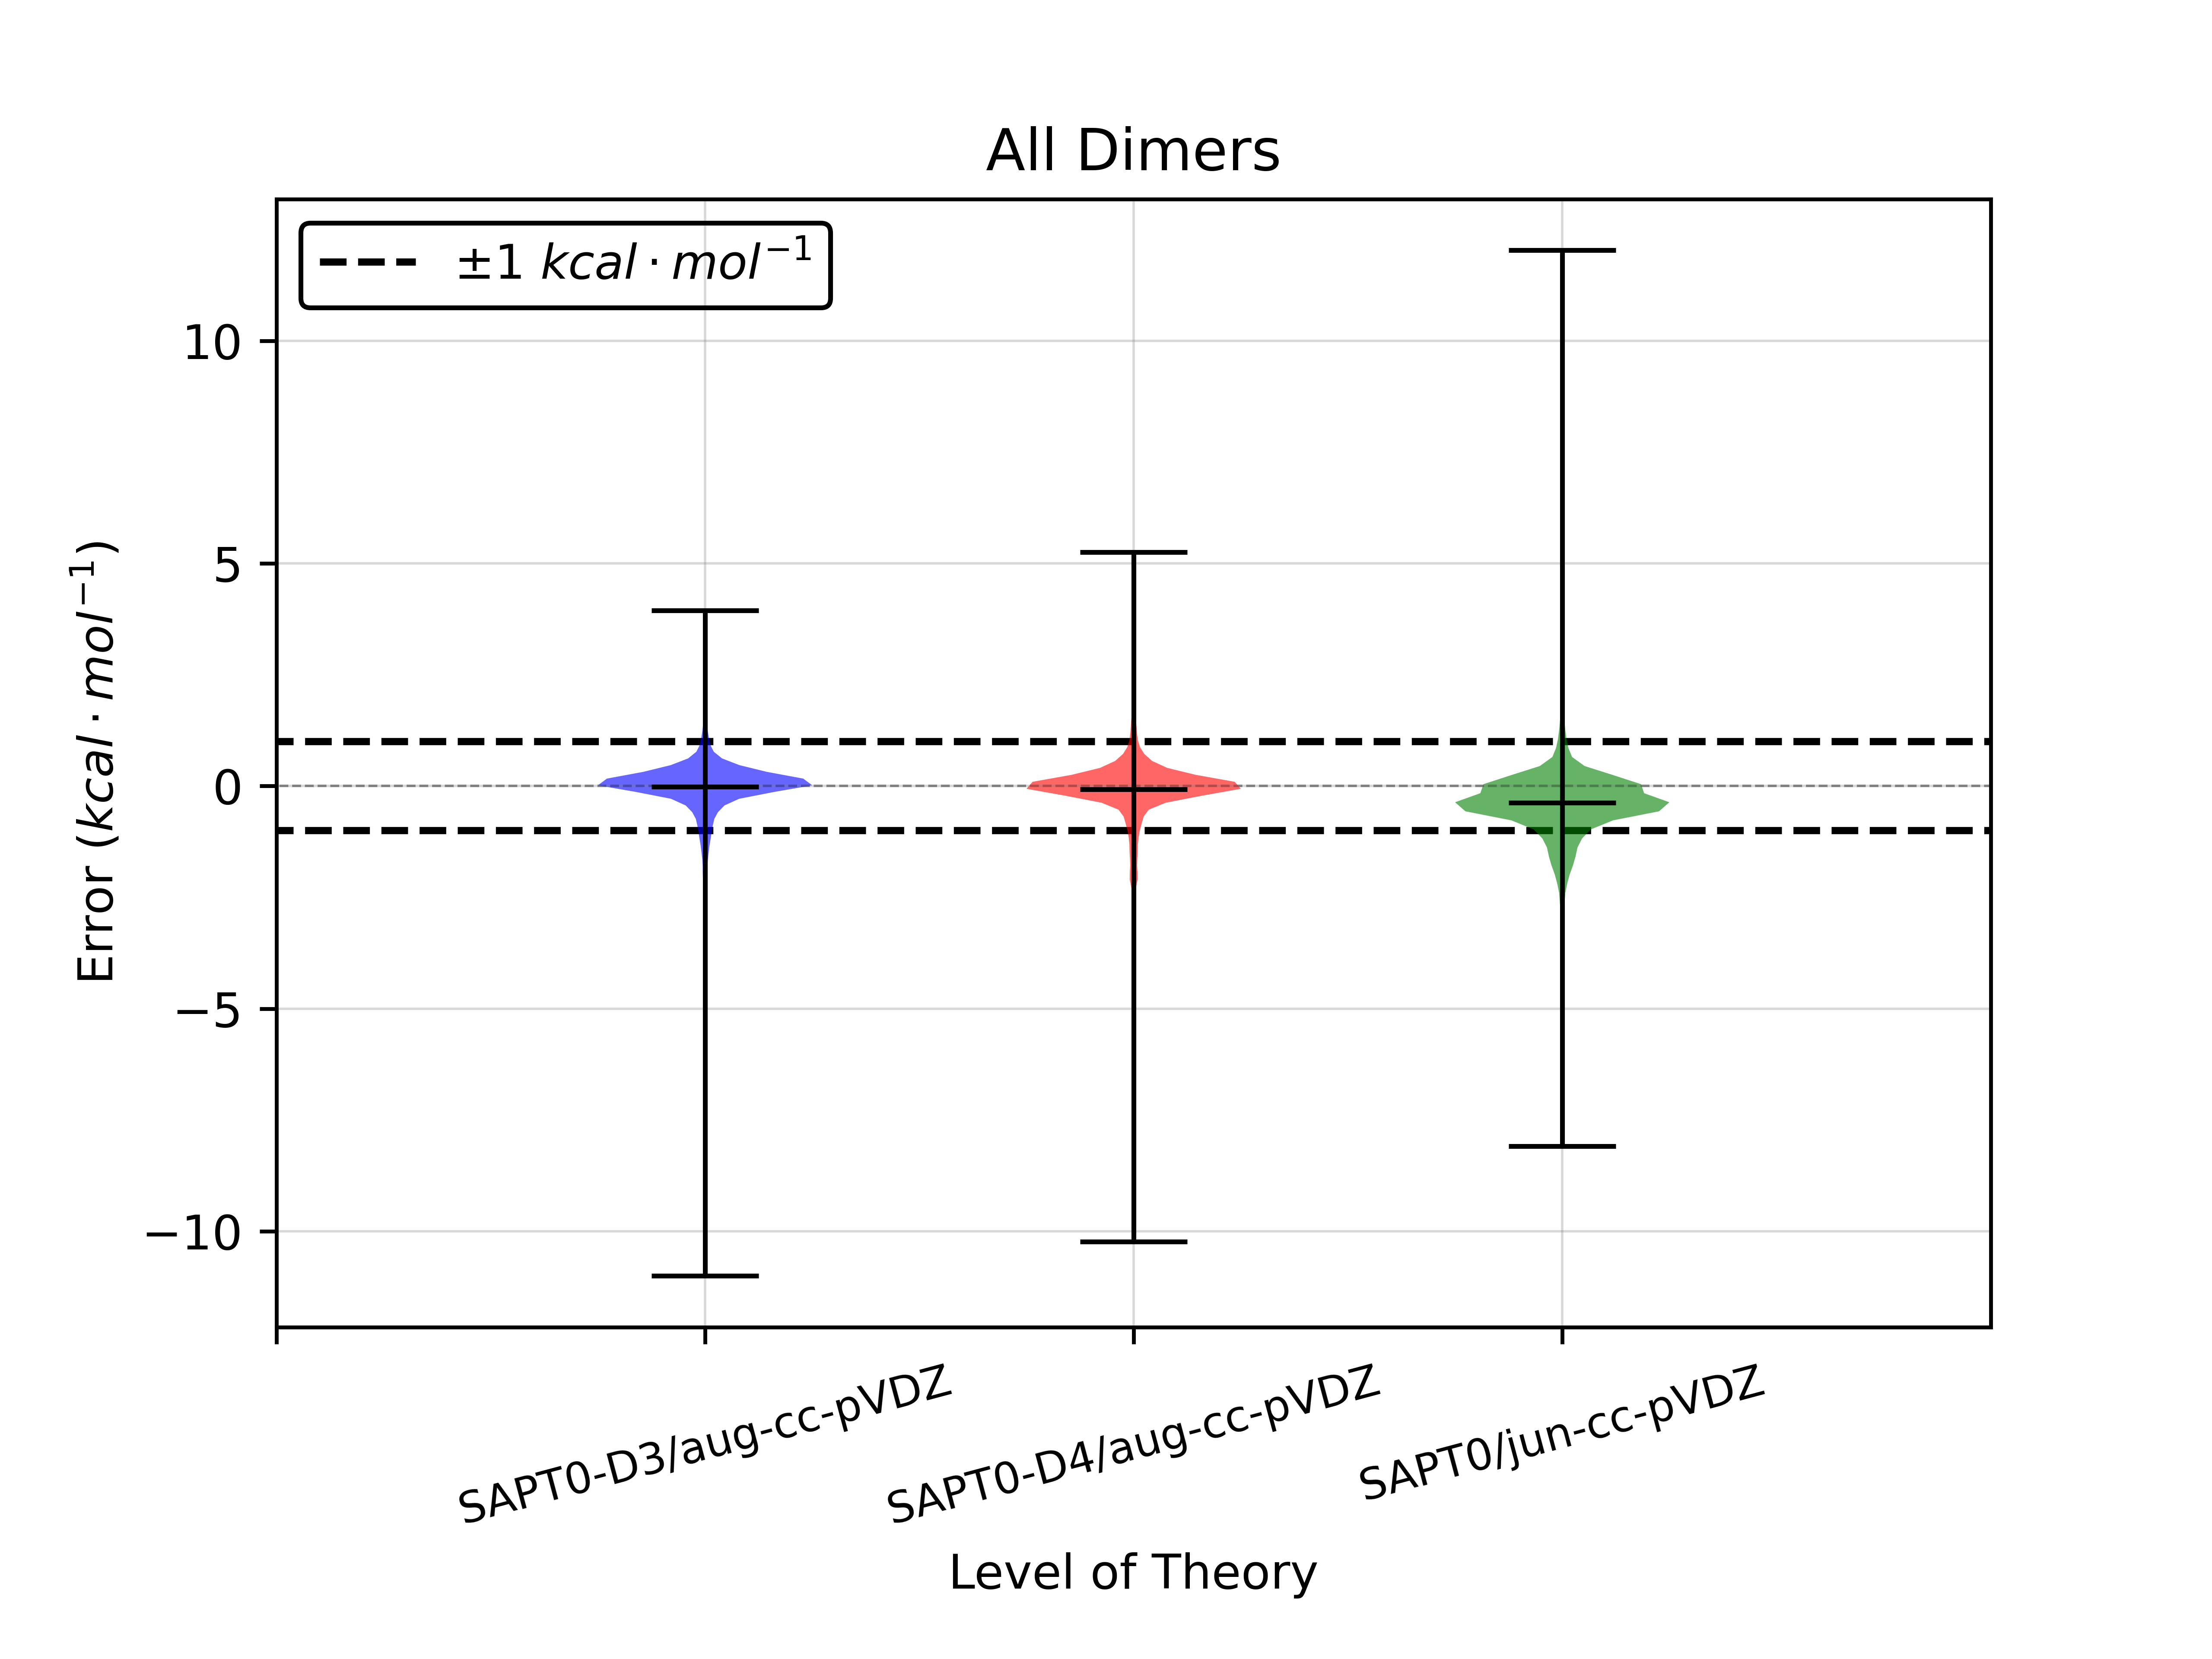 All Dimers
±1 kcal · mol⁻¹
10
5
0
−5
−10
Error (kcal · mol⁻¹)
SAPT0-D3/aug-cc-pVDZ
SAPT0-D4/aug-cc-pVDZ
SAPT0/jun-cc-pVDZ
Level of Theory